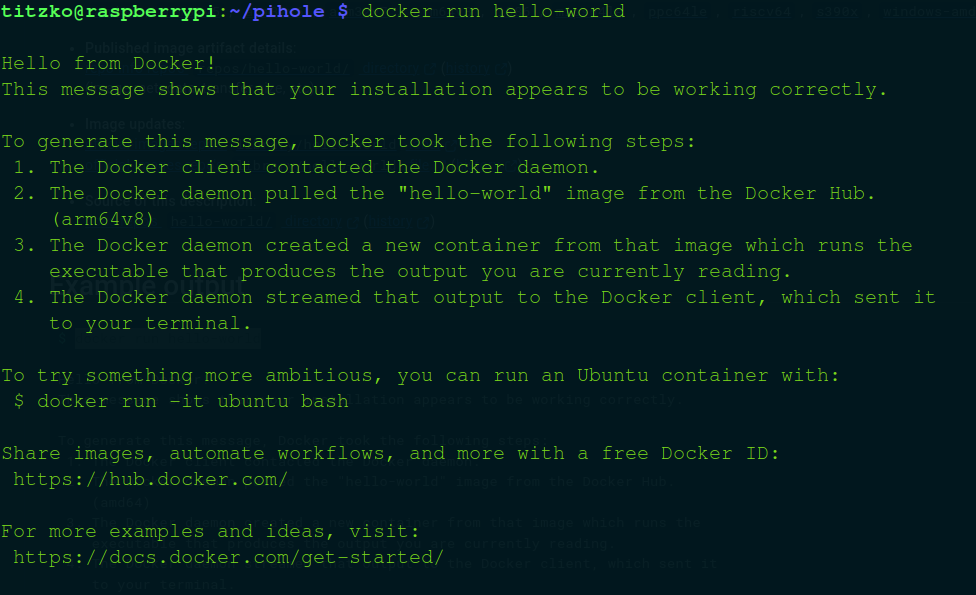 titzko@raspberrypi:~/pihole $ docker run hello-world
Hello from Docker!
This message shows that your installation appears to be working correctly.
To generate this message, Docker took the following steps:
1. The Docker client contacted the Docker daemon.
2. The Docker daemon pulled the "hello-world" image from the Docker Hub.
(arm64v8)
3. The Docker daemon created a new container from that image which runs the
executable that produces the output you are currently reading.
4. The Docker daemon streamed that output to the Docker client, which sent it
to your terminal.
To try something more ambitious, you can run an Ubuntu container with:
$ docker run -it ubuntu bash
Share images, automate workflows, and more with a free Docker ID:
https://hub.docker.com/
For more examples and ideas, visit:
https://docs.docker.com/get-started/